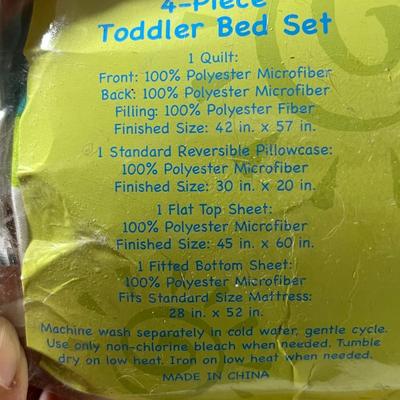 4-Piece
Toddler Bed Set
1 Quilt:
Front: 100% Polyester Microfiber
Back: 100% Polyester Microfiber
Filling: 100% Polyester Fiber
Finished Size: 42 in. x 57 in.
1 Standard Reversible Pillowcase:
100% Polyester Microfiber
Finished Size: 30 in. x 20 in.
1 Flat Top Sheet:
100% Polyester Microfiber
Finished Size: 45 in. x 60 in.
1 Fitted Bottom Sheet:
100% Polyester Microfiber
Fits Standard Size Mattress:
28 in. x 52 in.
Machine wash separately in cold water, gentle cycle.
Use only non-chlorine bleach when needed. Tumble
dry on low heat. Iron on low heat when needed.
MADE IN CHINA